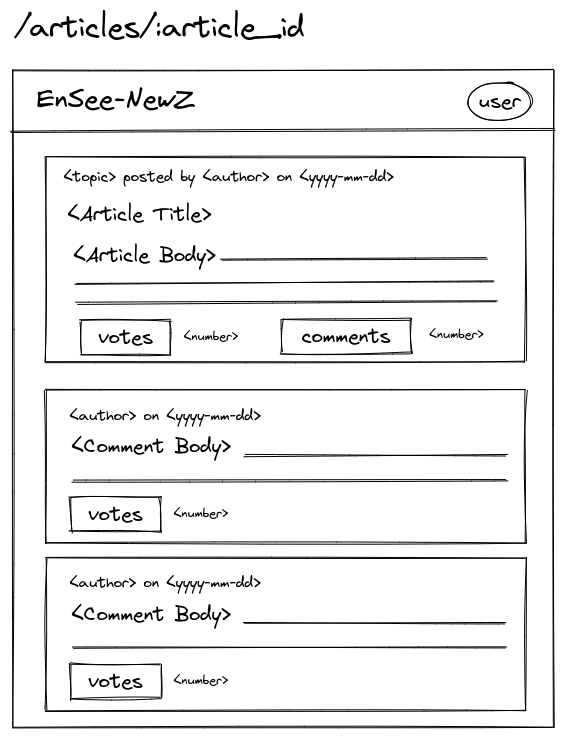 /articles/:article_id
EnSee-NewZ user
<topic> posted by <author> on <yyyy-mm-dd>
<Article Title>
<Article Body>
votes <number> comments <number>
<author> on <yyyy-mm-dd>
<Comment Body>
votes <number>
<author> on <yyyy-mm-dd>
<Comment Body>
votes <number>